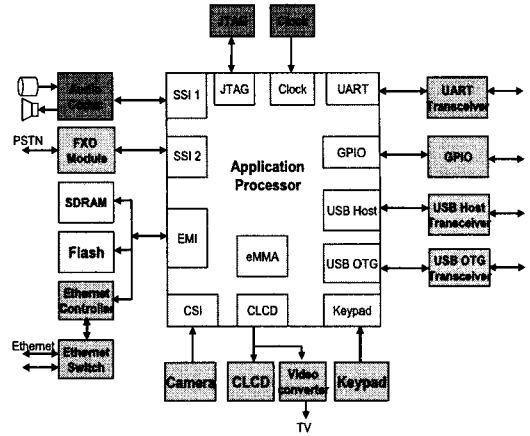 JTAG
Clock
Audio
Codec
SSI 1
JTAG
Clock
UART
UART
Transceiver
PSTN
FXO
Module
SSI 2
Application
Processor
GPIO
GPIO
SDRAM
Flash
EMI
eMMA
USB Host
USB Host
Transceiver
USB OTG
USB OTG
Transceiver
Ethernet
Controller
CSI
CLCD
Keypad
Ethernet
Ethernet
Switch
Camera
CLCD
Video
converter
Keypad
TV